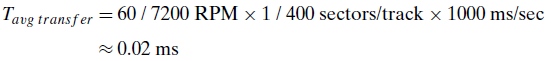 T_avg transfer = 60 / 7200 RPM × 1 / 400 sectors/track × 1000 ms/sec
≈ 0.02 ms